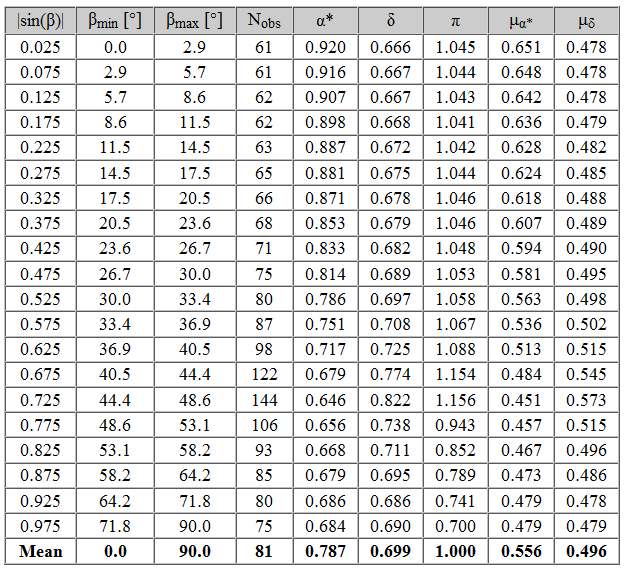 |sin(β)| βmin [°] βmax [°] Nobs α* δ π μα* μδ
0.025 0.0 2.9 61 0.920 0.666 1.045 0.651 0.478
0.075 2.9 5.7 61 0.916 0.667 1.044 0.648 0.478
0.125 5.7 8.6 62 0.907 0.667 1.043 0.642 0.478
0.175 8.6 11.5 62 0.898 0.668 1.041 0.636 0.479
0.225 11.5 14.5 63 0.887 0.672 1.042 0.628 0.482
0.275 14.5 17.5 65 0.881 0.675 1.044 0.624 0.485
0.325 17.5 20.5 66 0.871 0.678 1.046 0.618 0.488
0.375 20.5 23.6 68 0.853 0.679 1.046 0.607 0.489
0.425 23.6 26.7 71 0.833 0.682 1.048 0.594 0.490
0.475 26.7 30.0 75 0.814 0.689 1.053 0.581 0.495
0.525 30.0 33.4 80 0.786 0.697 1.058 0.563 0.498
0.575 33.4 36.9 87 0.751 0.708 1.067 0.536 0.502
0.625 36.9 40.5 98 0.717 0.725 1.088 0.513 0.515
0.675 40.5 44.4 122 0.679 0.774 1.154 0.484 0.545
0.725 44.4 48.6 144 0.646 0.822 1.156 0.451 0.573
0.775 48.6 53.1 106 0.656 0.738 0.943 0.457 0.515
0.825 53.1 58.2 93 0.668 0.711 0.852 0.467 0.496
0.875 58.2 64.2 85 0.679 0.695 0.789 0.473 0.486
0.925 64.2 71.8 80 0.686 0.686 0.741 0.479 0.478
0.975 71.8 90.0 75 0.684 0.690 0.700 0.479 0.479
Mean 0.0 90.0 81 0.787 0.699 1.000 0.556 0.496